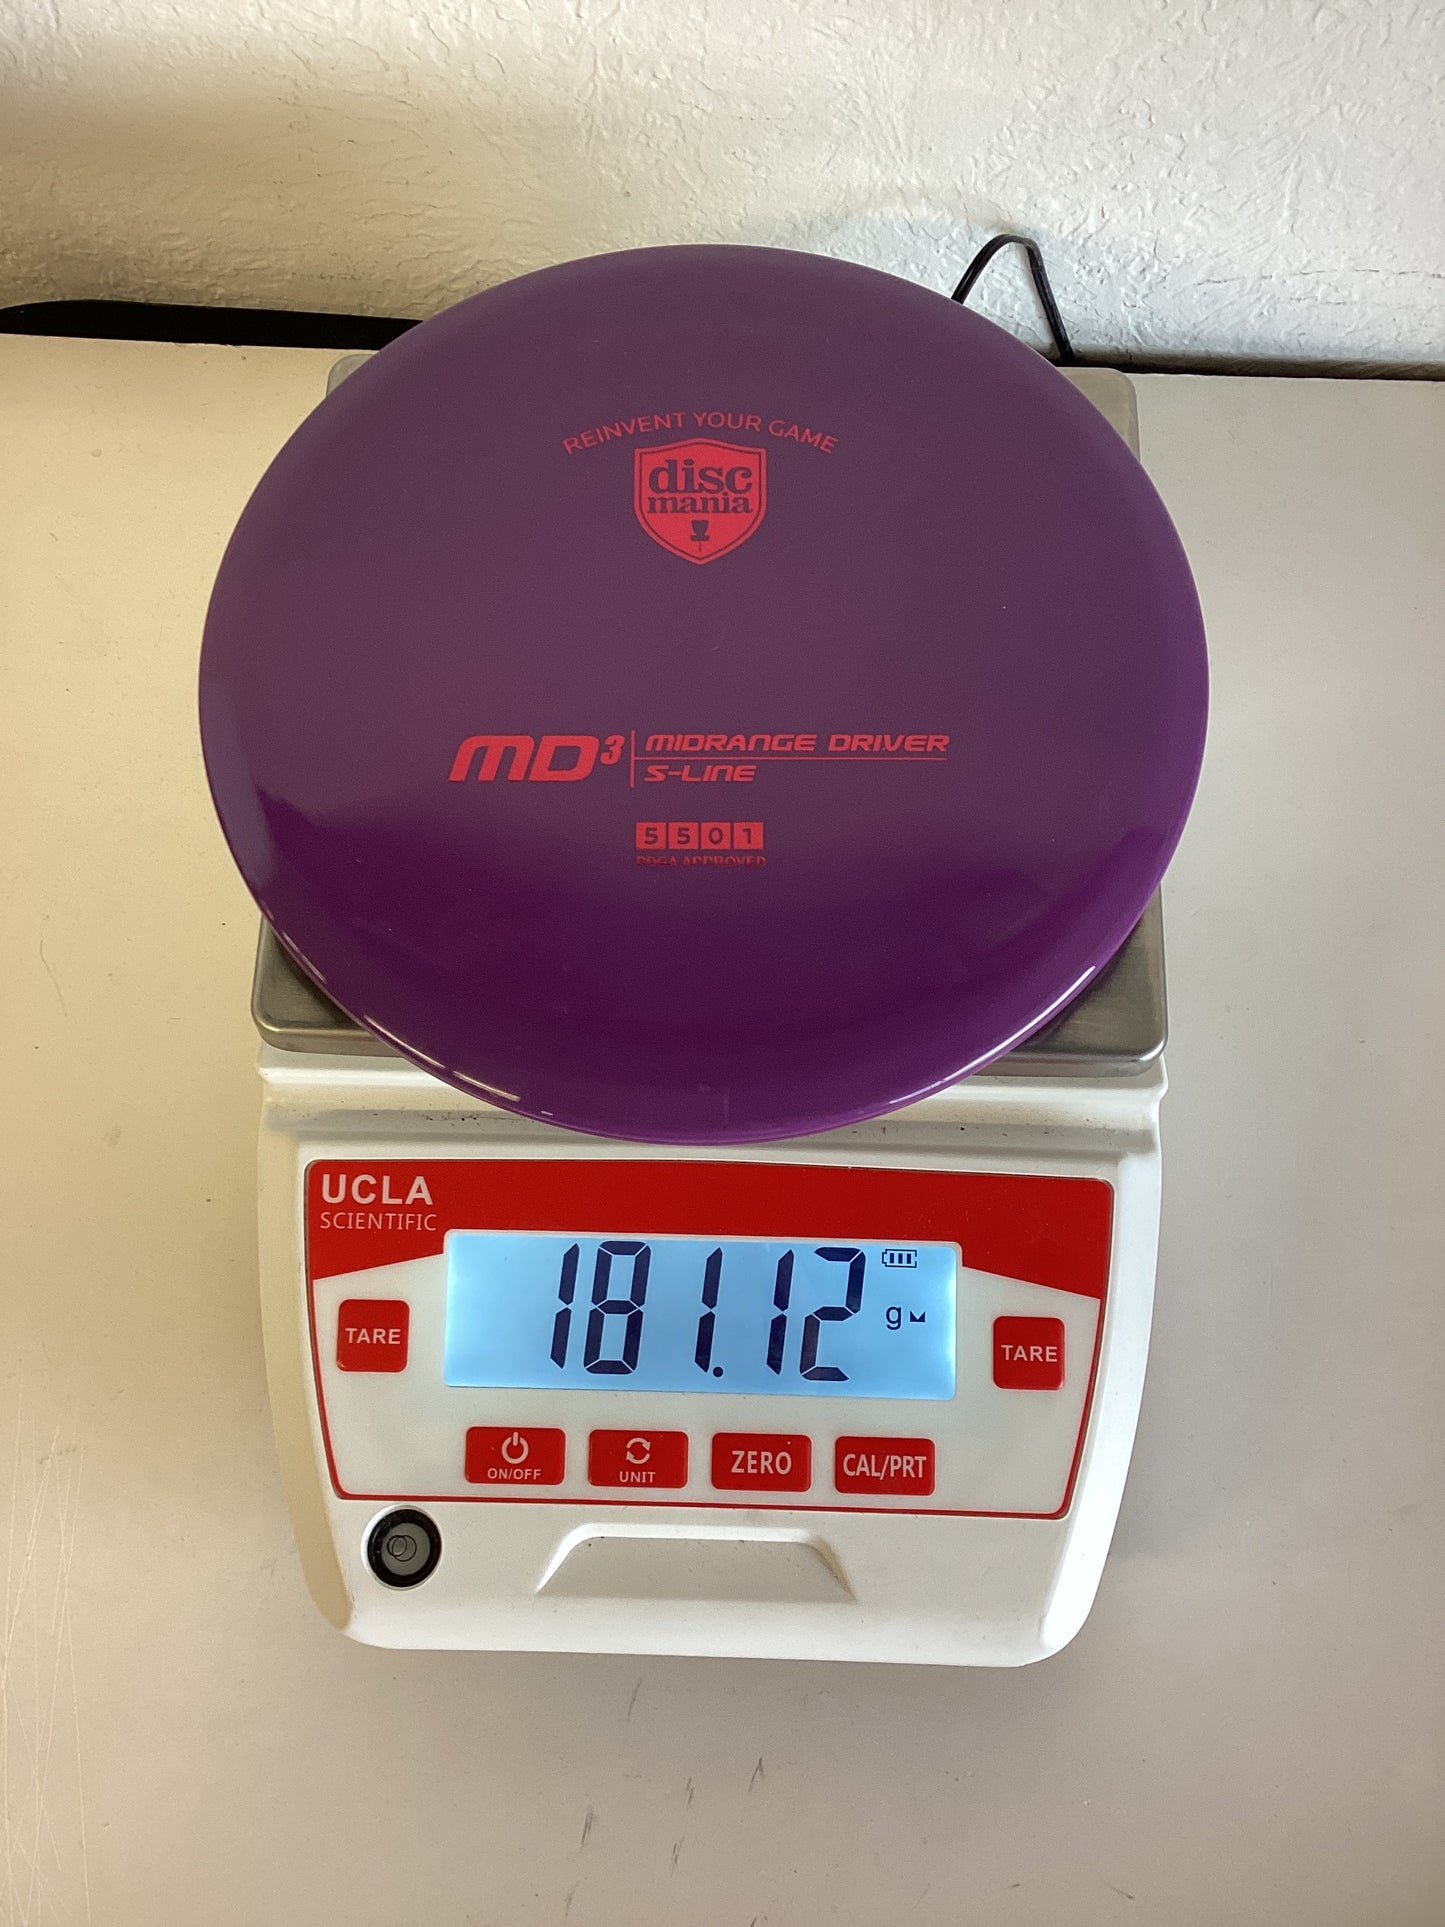 REINVENT YOUR GAME
disc
mania
MD3 MIDRANGE DRIVER
S-LINE
5 5 0 1
PDGA APPROVED
UCLA
SCIENTIFIC
181.12 g
TARE
TARE
ON/OFF
UNIT
ZERO
CAL/PRT